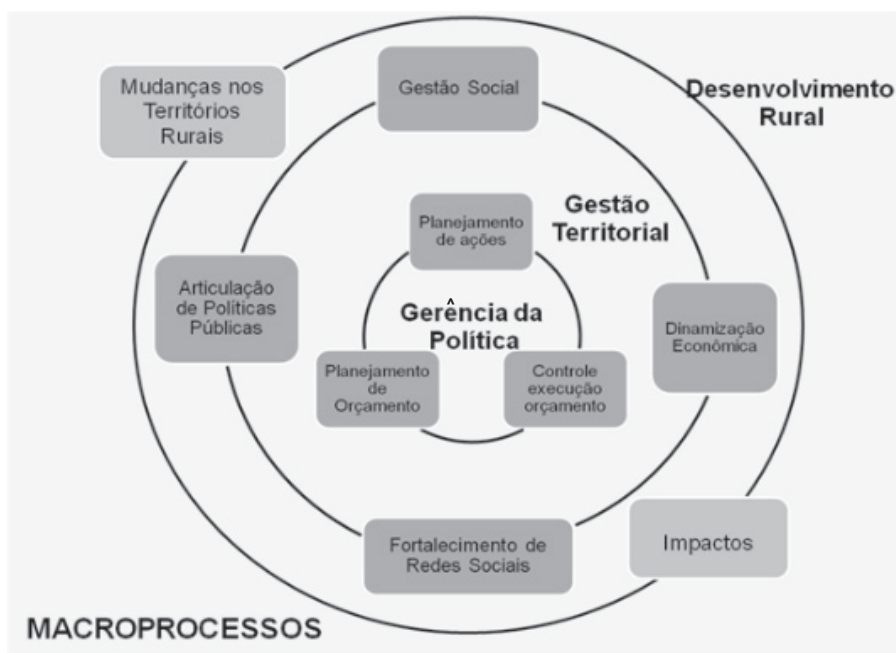 Mudanças nos
Territórios
Rurais
Gestão Social
Desenvolvimento
Rural
Planejamento
de ações
Gestão
Territorial
Articulação
de Políticas
Públicas
Gerência da
Política
Dinamização
Econômica
Planejamento
de
Orçamento
Controle
execução
orçamento
Fortalecimento de
Redes Sociais
Impactos
MACROPROCESSOS